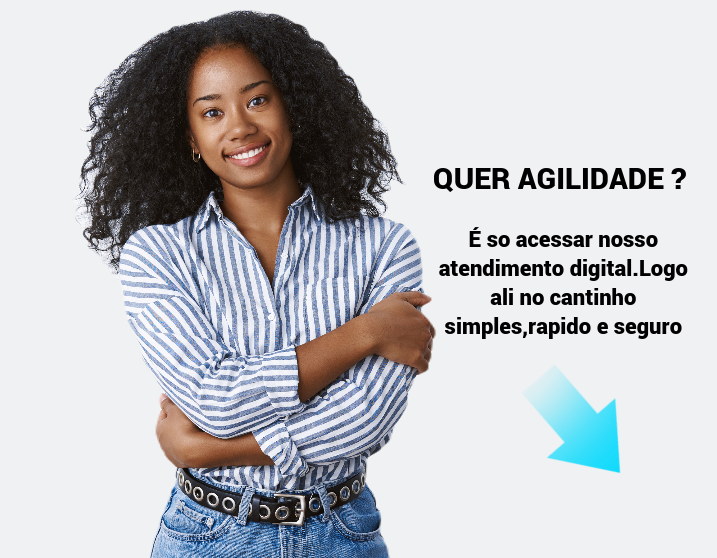 QUER AGILIDADE ?
É so acessar nosso
atendimento digital.Logo
ali no cantinho
simples,rapido e seguro